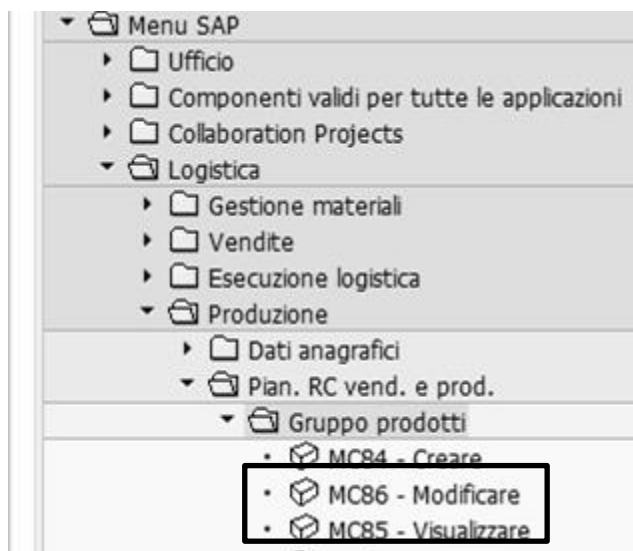 Menu SAP
Ufficio
Componenti validi per tutte le applicazioni
Collaboration Projects
Logistica
Gestione materiali
Vendite
Esecuzione logistica
Produzione
Dati anagrafici
Pian. RC vend. e prod.
Gruppo prodotti
MC84 - Creare
MC86 - Modificare
MC85 - Visualizzare